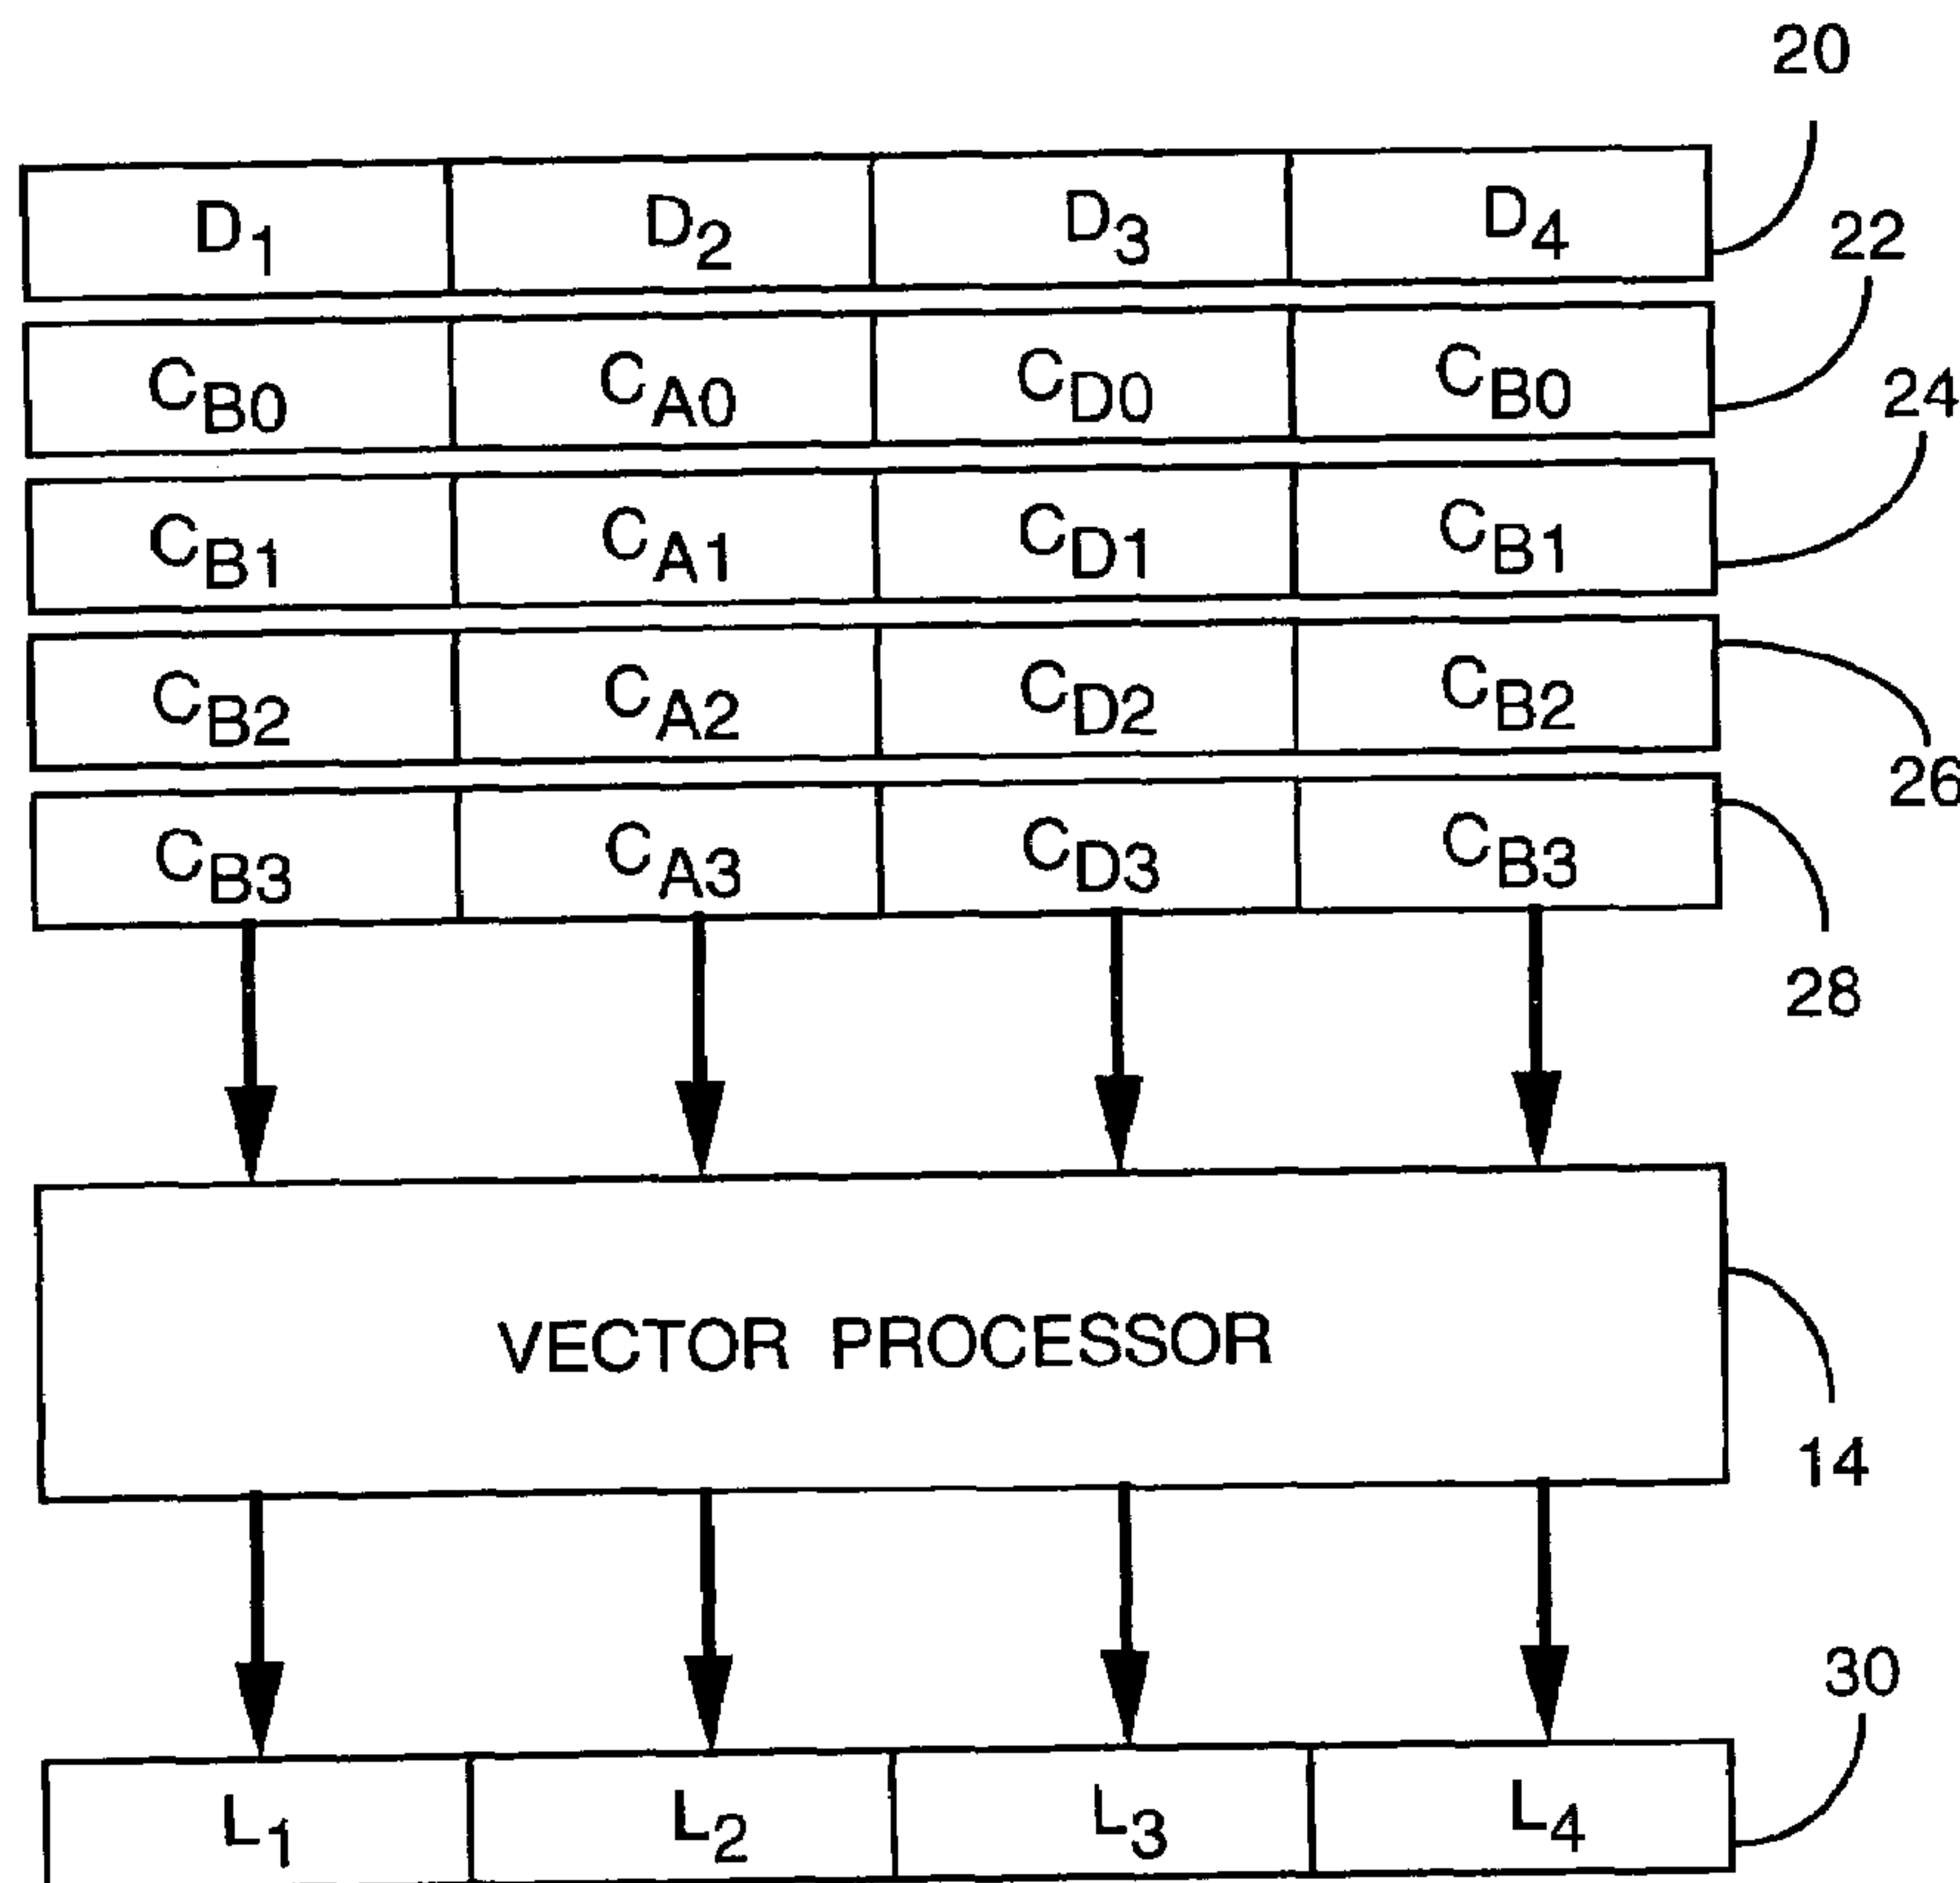 20
D1 D2 D3 D4
22
CB0 CA0 CD0 CB0
24
CB1 CA1 CD1 CB1
CB2 CA2 CD2 CB2
26
CB3 CA3 CD3 CB3
28
VECTOR PROCESSOR
14
30
L1 L2 L3 L4